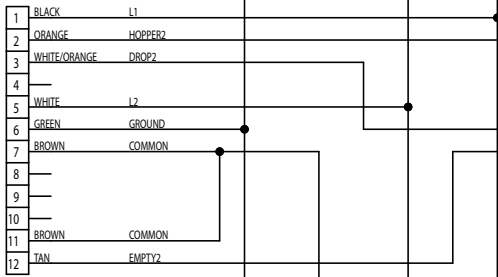 1 BLACK L1
2 ORANGE HOPPER2
3 WHITE/ORANGE DROP2
4
5 WHITE L2
6 GREEN GROUND
7 BROWN COMMON
8
9
10
11 BROWN COMMON
12 TAN EMPTY2